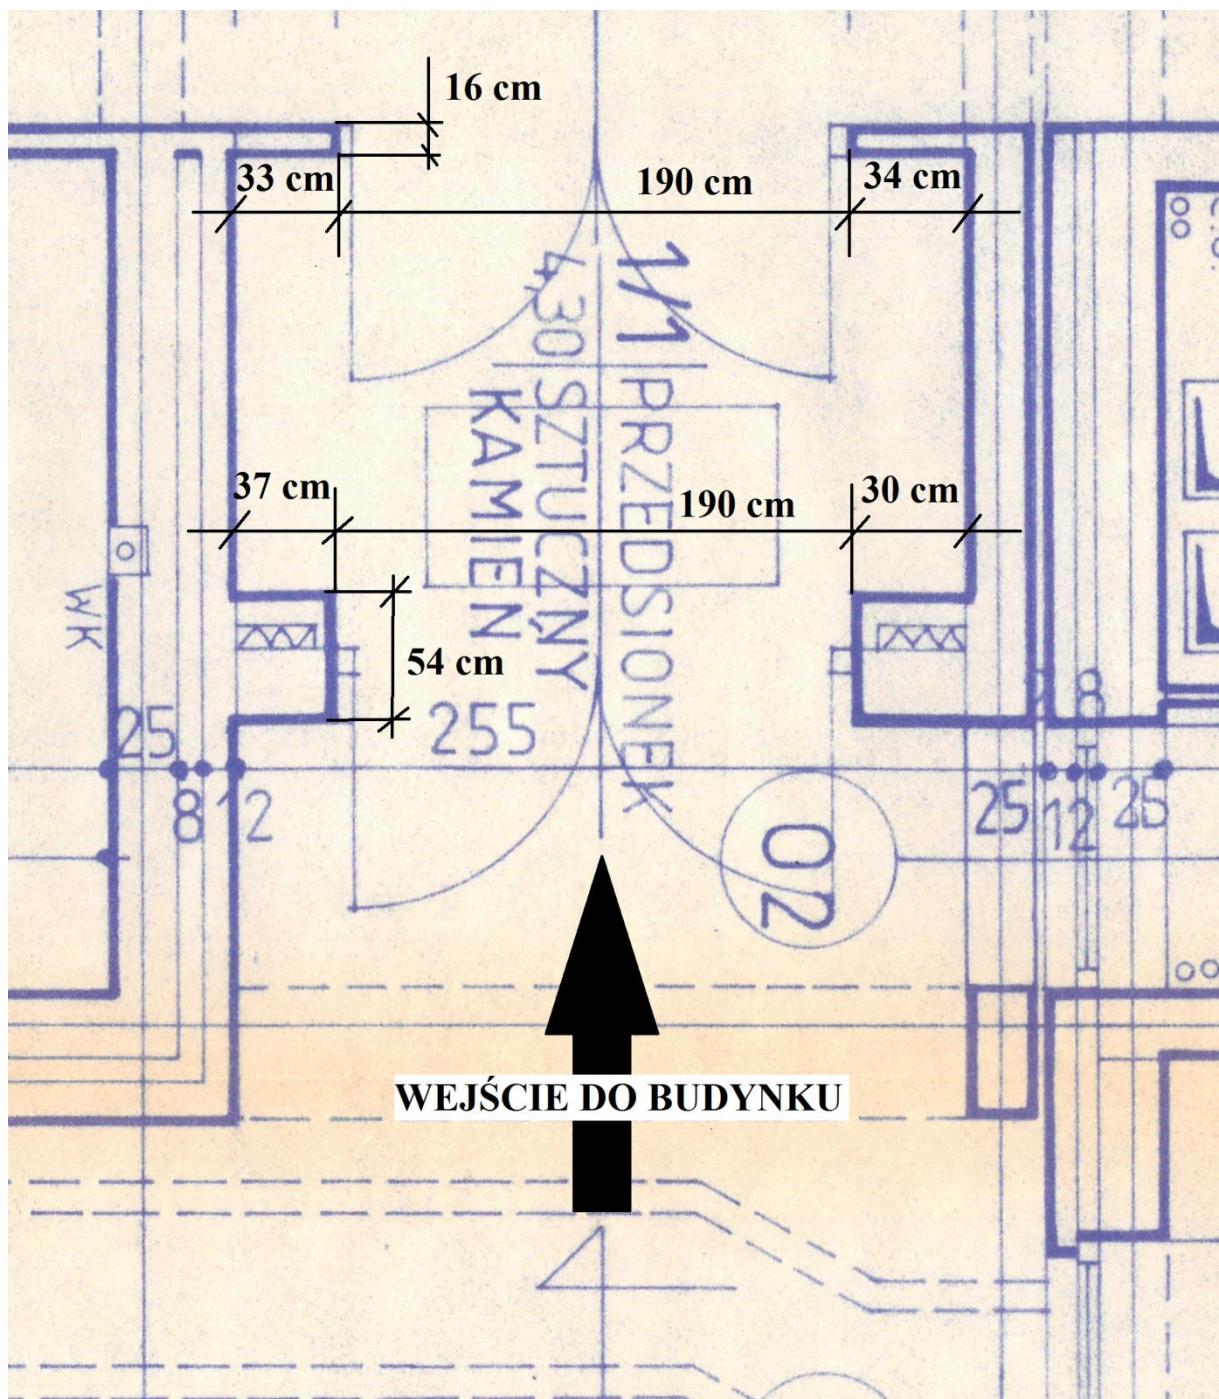 16 cm
33 cm
190 cm
34 cm
1/1 PRZEDSIONEK
4,30 SZTUCZNY
KAMIEŃ
37 cm
190 cm
30 cm
WK
54 cm
255
25
8
12
25
8
12
25
02
WEJŚCIE DO BUDYNKU